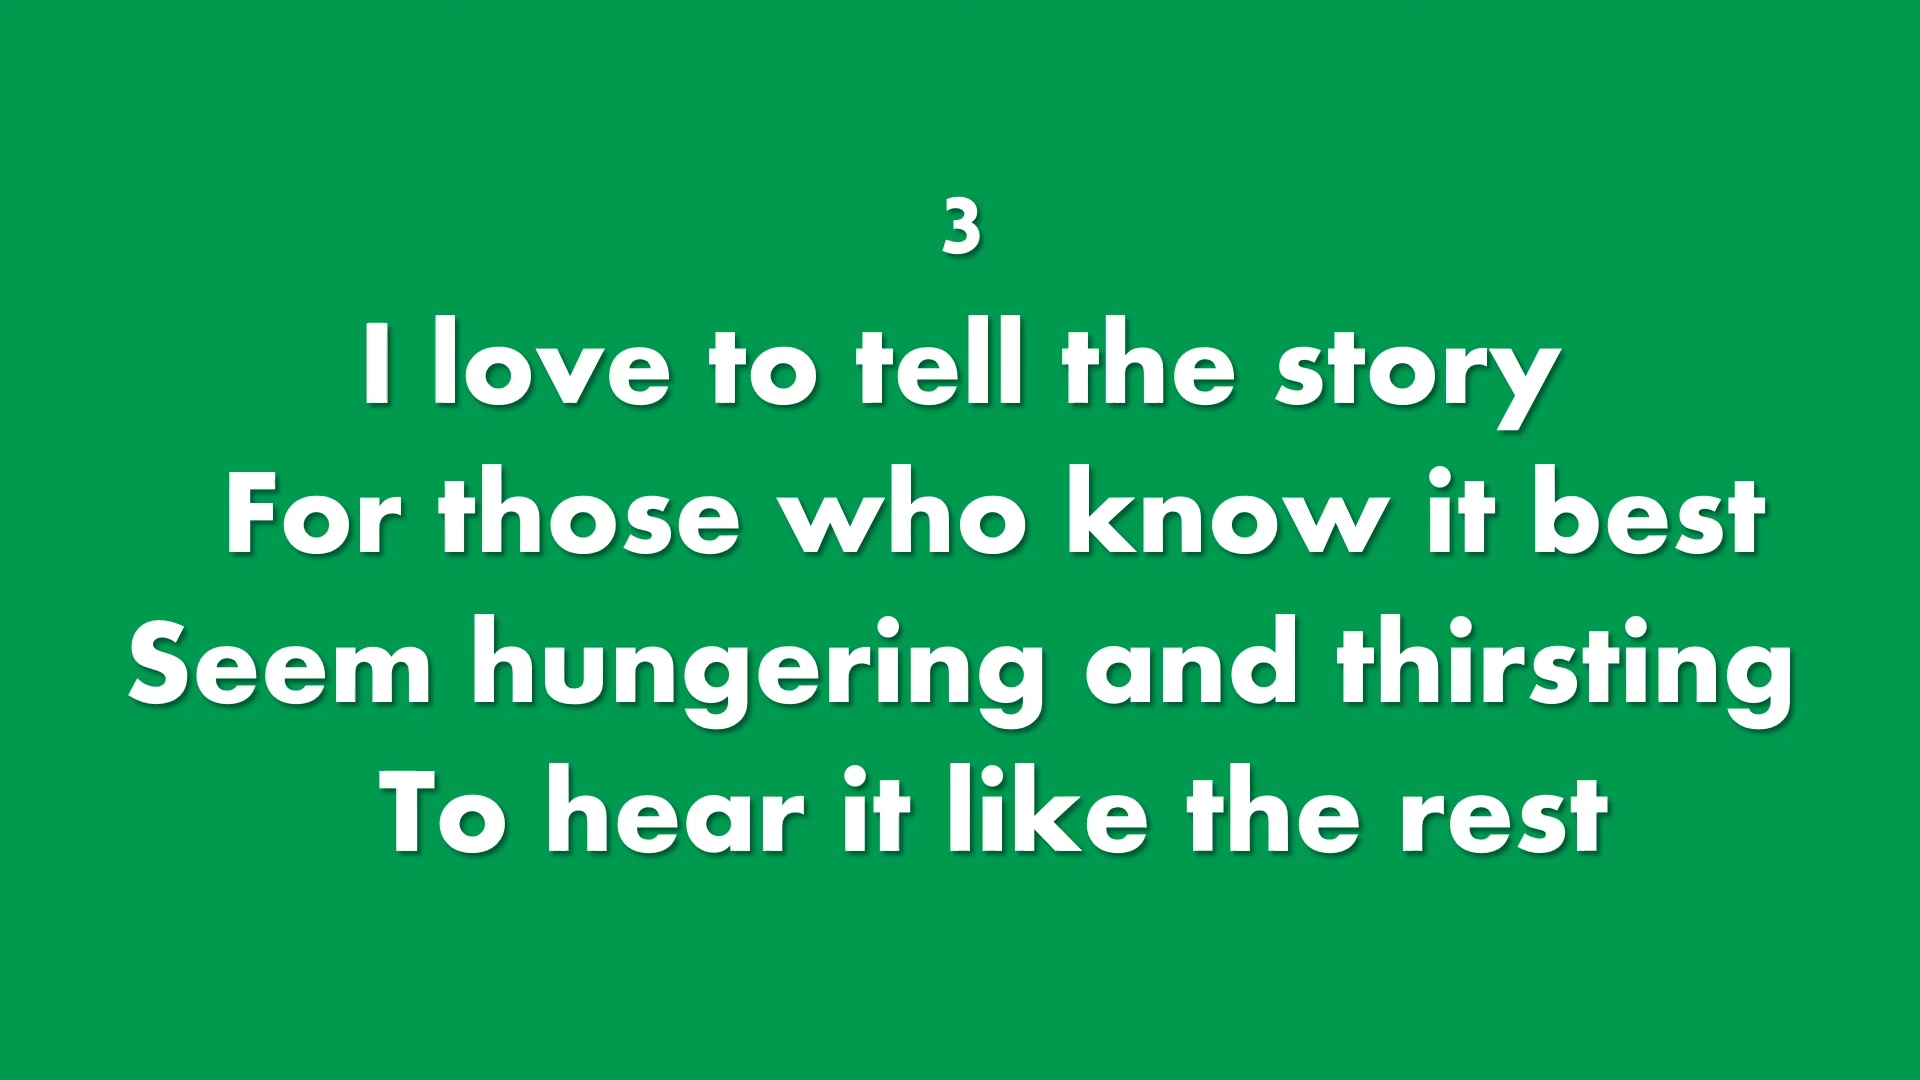 3
I love to tell the story
For those who know it best
Seem hungering and thirsting
To hear it like the rest